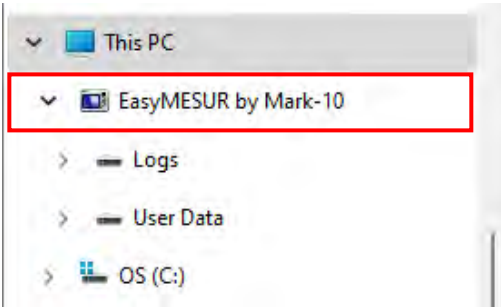 This PC
EasyMESUR by Mark-10
Logs
User Data
OS (C:)